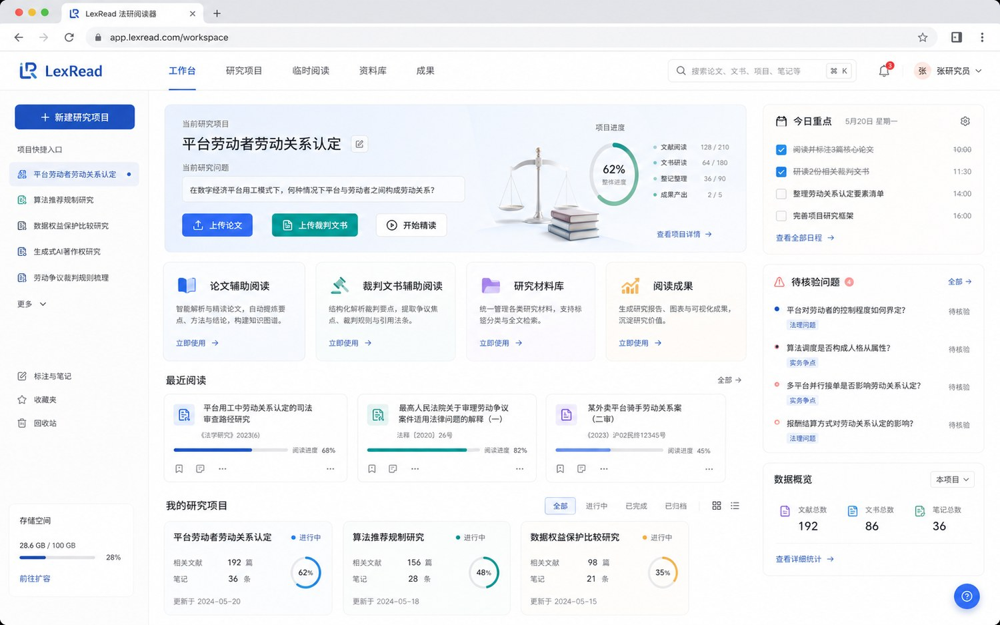 LexRead 法研阅读器
app.lexread.com/workspace
LexRead
工作台
研究项目
临时阅读
资料库
成果
搜索论文、文书、项目、笔记等
⌘ K
3
张
张研究员
新建研究项目
项目快捷入口
平台劳动者劳动关系认定
算法推荐规制研究
数据权益保护比较研究
生成式AI著作权研究
劳动争议裁判规则梳理
更多
标注与笔记
收藏夹
回收站
存储空间
28.6 GB / 100 GB
28%
前往扩容
当前研究项目
平台劳动者劳动关系认定
当前研究问题
在数字经济平台用工模式下，何种情况下平台与劳动者之间构成劳动关系？
上传论文
上传裁判文书
开始精读
项目进度
62%
整体进度
文献阅读 128 / 210
文书研读 64 / 180
整记整理 36 / 90
成果产出 2 / 5
查看项目详情 →
论文辅助阅读
智能解析与精读论文，自动提炼要
点、方法与结论，构建知识图谱。
立即使用 →
裁判文书辅助阅读
结构化解析裁判要点，提取争议焦
点、裁判规则与引用法条。
立即使用 →
研究材料库
统一管理各类研究材料，支持标
签分类与全文检索。
立即使用 →
阅读成果
生成研究报告、图表与可视化成果，
沉淀研究价值。
立即使用 →
最近阅读
全部 →
平台用工中劳动关系认定的司法
审查路径研究
《法学研究》2023(6)
阅读进度 68%
最高人民法院关于审理劳动争议
案件适用法律问题的解释（一）
法释〔2020〕26号
阅读进度 82%
某外卖平台骑手劳动关系案
（二审）
《2023》沪02民终12345号
阅读进度 45%
我的研究项目
全部
进行中
已完成
已归档
平台劳动者劳动关系认定
进行中
相关文献 192 篇
笔记 36 条
62%
更新于 2024-05-20
算法推荐规制研究
进行中
相关文献 156 篇
笔记 28 条
48%
更新于 2024-05-18
数据权益保护比较研究
进行中
相关文献 98 篇
笔记 21 条
35%
更新于 2024-05-15
今日重点 5月20日 星期一
阅读并标注3篇核心论文 10:00
研读2份相关裁判文书 11:30
整理劳动关系认定要素清单 14:00
完善项目研究框架 16:00
查看全部日程 →
待核验问题 4
全部 →
平台对劳动者的控制程度如何界定？ 待核验
法理问题
算法调度是否构成人格从属性？ 待核验
实务争点
多平台并行接单是否影响劳动关系认定？ 待核验
实务争点
报酬结算方式对劳动关系认定的影响？ 待核验
法理问题
数据概览
本项目
文献总数
192
文书总数
86
笔记总数
36
查看详细统计 →